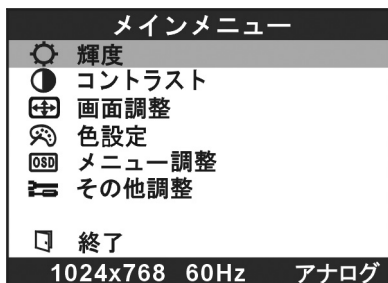 メインメニュー
輝度
コントラスト
画面調整
色設定
OSD メニュー調整
その他調整
終了
1024x768 60Hz アナログ